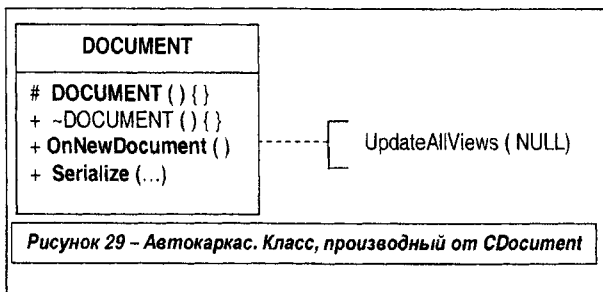 DOCUMENT
# DOCUMENT ( ) { }
+ ~DOCUMENT ( ) { }
+ OnNewDocument ( )
+ Serialize (...)
UpdateAllViews ( NULL)
Рисунок 29 – Автокаркас. Класс, производный от CDocument